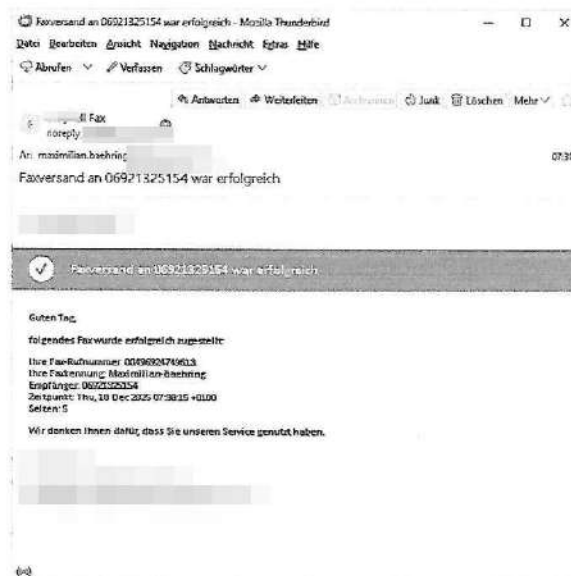 Faxversand an 06921325154 war erfolgreich - Mozilla Thunderbird
Datei Bearbeiten Ansicht Navigation Nachricht Extras Hilfe
Abrufen Verfassen Schlagwörter
Antworten Weiterleiten Archivieren Junk Löschen Mehr
Fax
noreply
An: maximilian.baehring
Faxversand an 06921325154 war erfolgreich
Faxversand an 06921325154 war erfolgreich
Guten Tag,
folgendes Fax wurde erfolgreich zugestellt:
Ihre Fax-Rufnummer: 00496924749613
Ihre Faxkennung: Maximilian-Baehring
Empfänger: 06921325154
Zeitpunkt: Thu, 18 Dec 2025 07:38:15 +0100
Seiten: 5
Wir danken Ihnen dafür, dass Sie unseren Service genutzt haben.